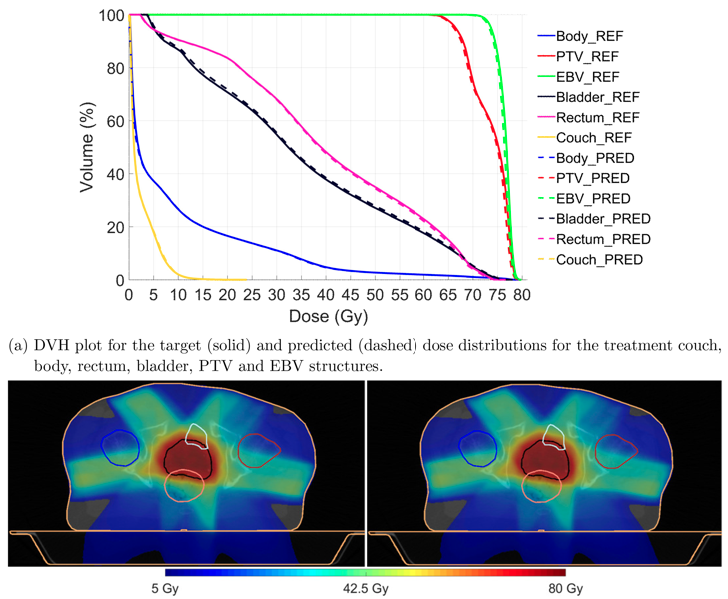 100
80
60
40
20
0
Volume (%)
0 5 10 15 20 25 30 35 40 45 50 55 60 65 70 75 80
Dose (Gy)
Body_REF
PTV_REF
EBV_REF
Bladder_REF
Rectum_REF
Couch_REF
Body_PRED
PTV_PRED
EBV_PRED
Bladder_PRED
Rectum_PRED
Couch_PRED
(a) DVH plot for the target (solid) and predicted (dashed) dose distributions for the treatment couch,
body, rectum, bladder, PTV and EBV structures.
5 Gy 42.5 Gy 80 Gy